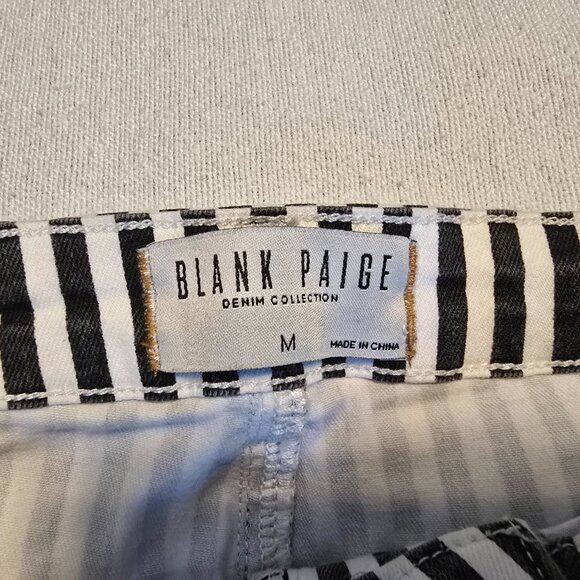 BLANK PAIGE
DENIM COLLECTION
M MADE IN CHINA